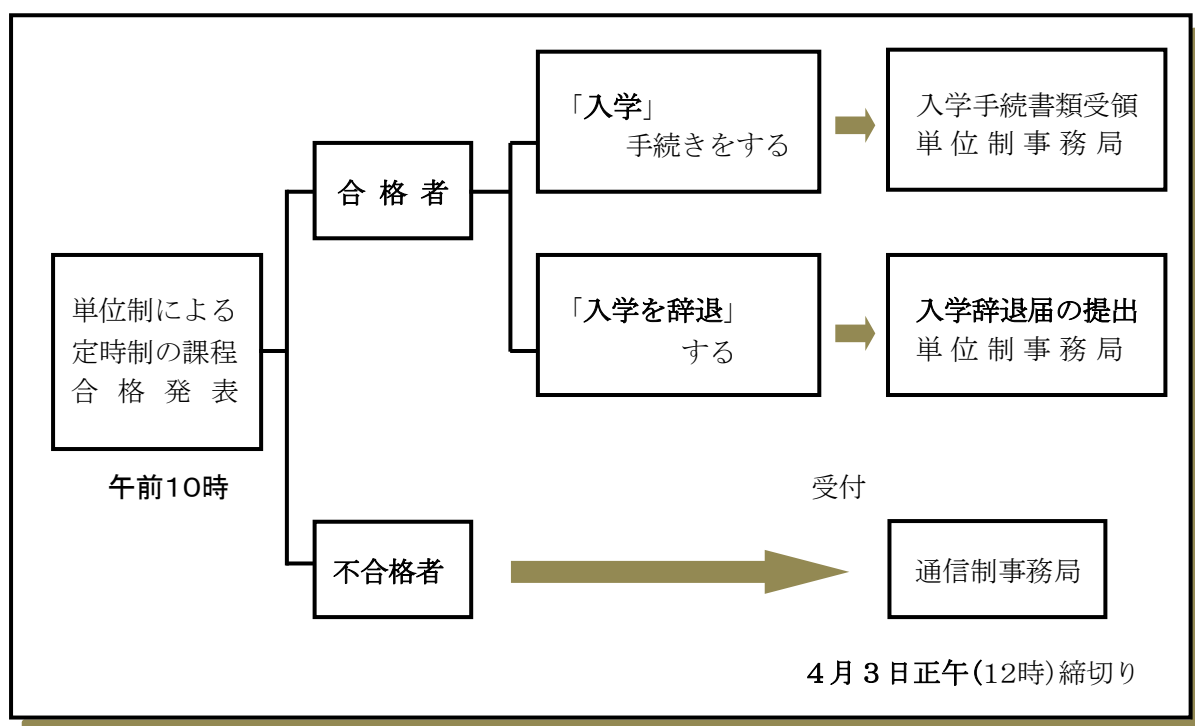 単位制による
定時制の課程
合格発表
午前10時
合格者
「入学」
手続きをする
入学手続書類受領
単位制事務局
「入学を辞退」
する
入学辞退届の提出
単位制事務局
不合格者
受付
通信制事務局
４月３日正午(12時)締切り